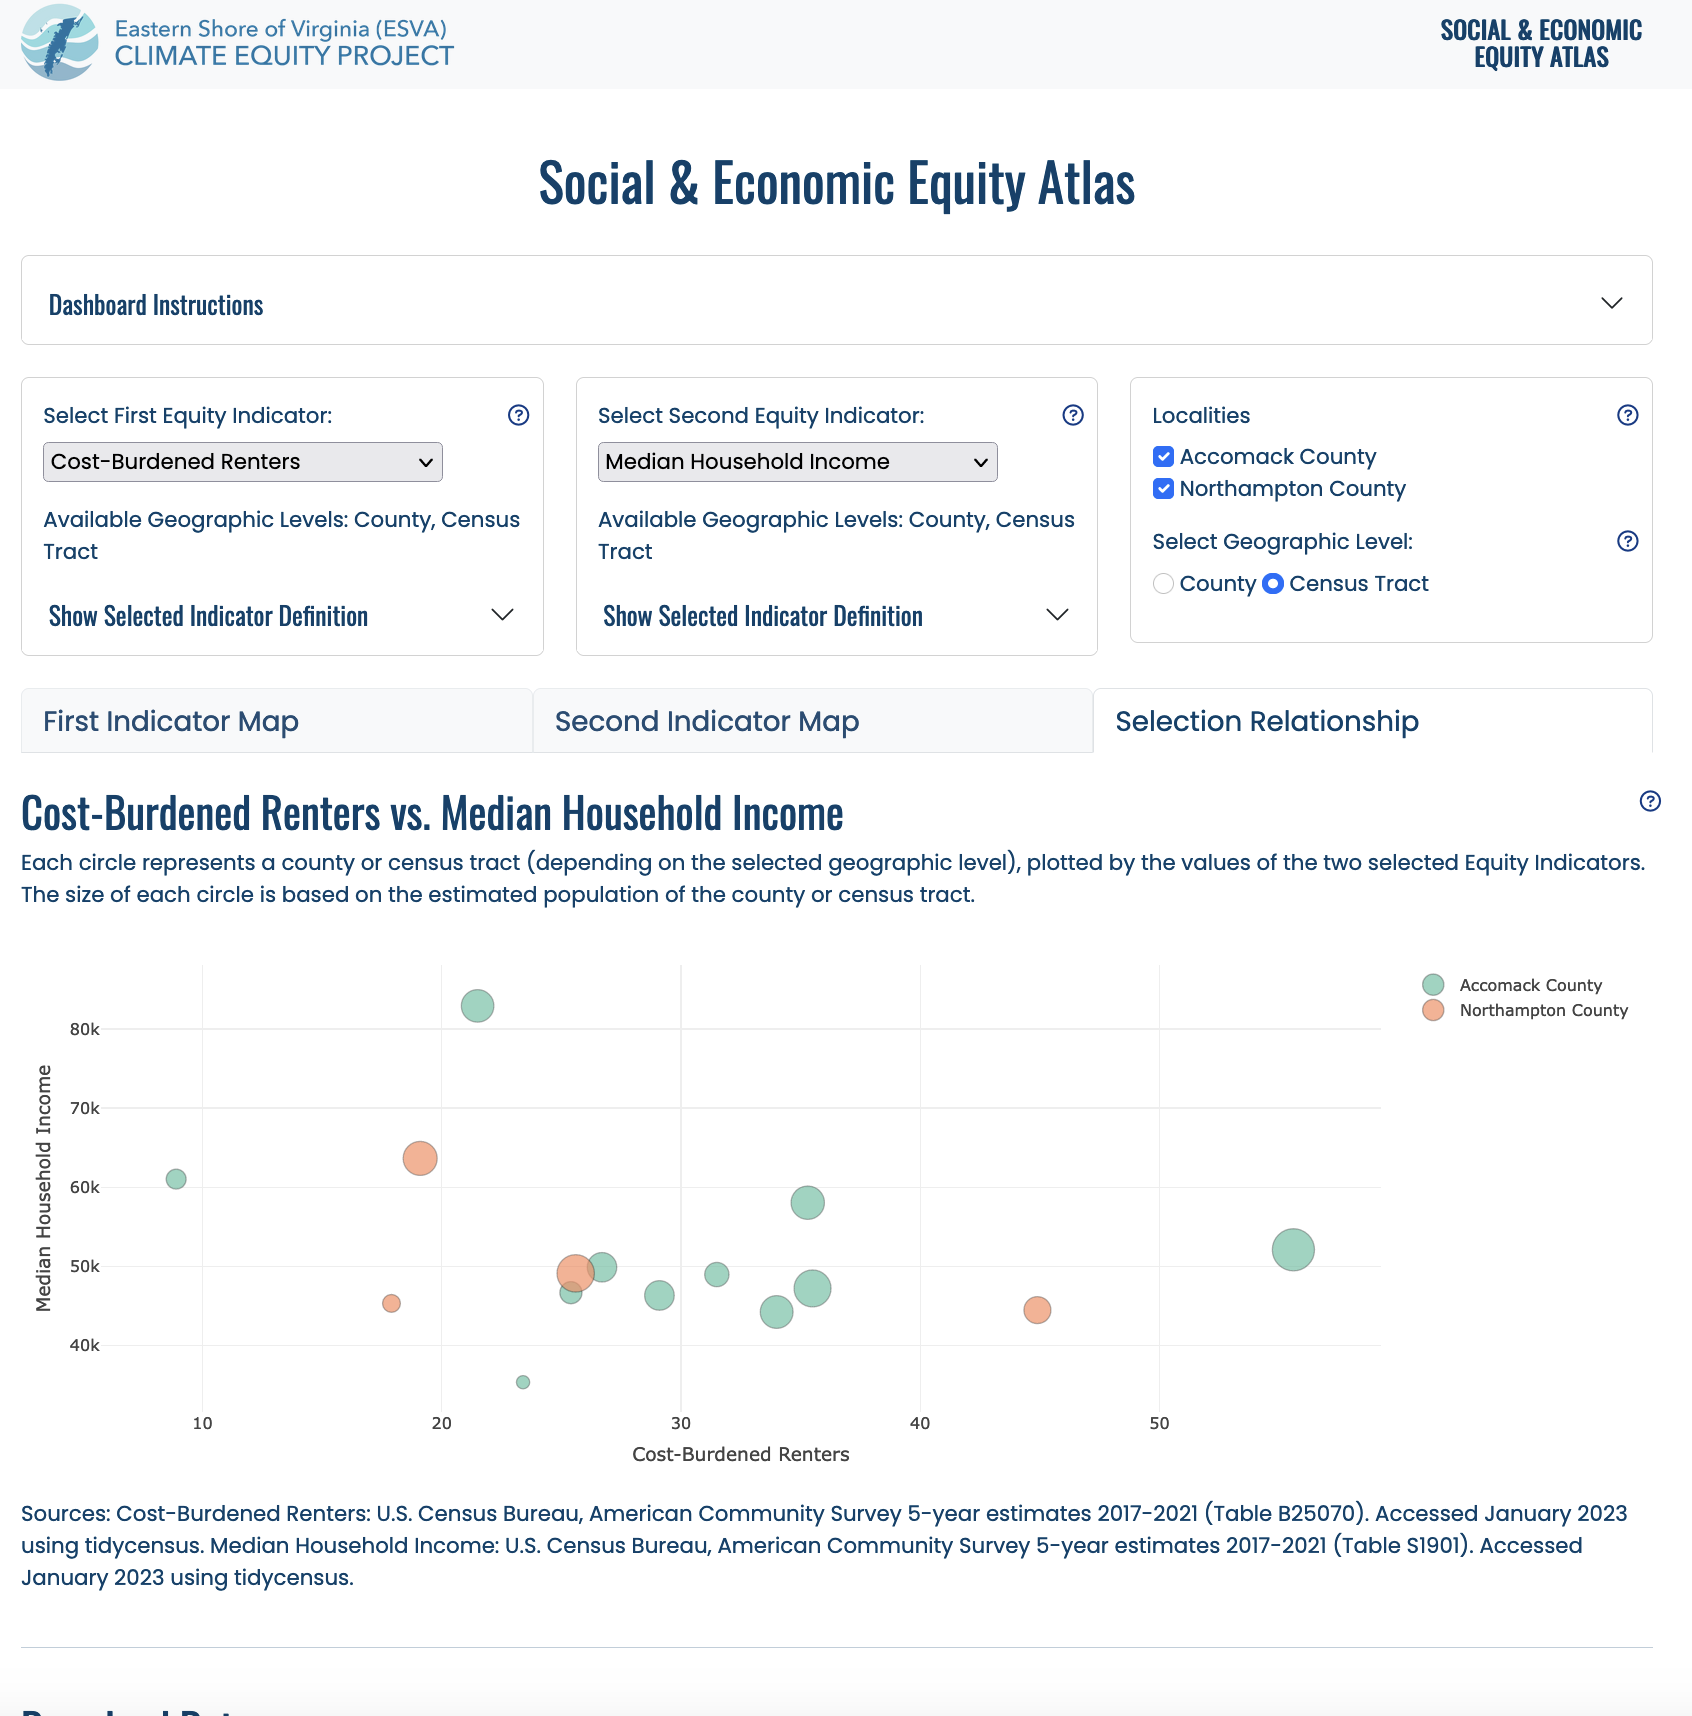 Eastern Shore of Virginia (ESVA)
CLIMATE EQUITY PROJECT
SOCIAL & ECONOMIC
EQUITY ATLAS
Social & Economic Equity Atlas
Dashboard Instructions
Select First Equity Indicator:
Cost-Burdened Renters
Available Geographic Levels: County, Census
Tract
Show Selected Indicator Definition
Select Second Equity Indicator:
Median Household Income
Available Geographic Levels: County, Census
Tract
Show Selected Indicator Definition
Localities
Accomack County
Northampton County
Select Geographic Level:
County Census Tract
First Indicator Map
Second Indicator Map
Selection Relationship
Cost-Burdened Renters vs. Median Household Income
Each circle represents a county or census tract (depending on the selected geographic level), plotted by the values of the two selected Equity Indicators.
The size of each circle is based on the estimated population of the county or census tract.
Accomack County
Northampton County
Median Household Income
80k
70k
60k
50k
40k
10 20 30 40 50
Cost-Burdened Renters
Sources: Cost-Burdened Renters: U.S. Census Bureau, American Community Survey 5-year estimates 2017-2021 (Table B25070). Accessed January 2023
using tidycensus. Median Household Income: U.S. Census Bureau, American Community Survey 5-year estimates 2017-2021 (Table S1901). Accessed
January 2023 using tidycensus.